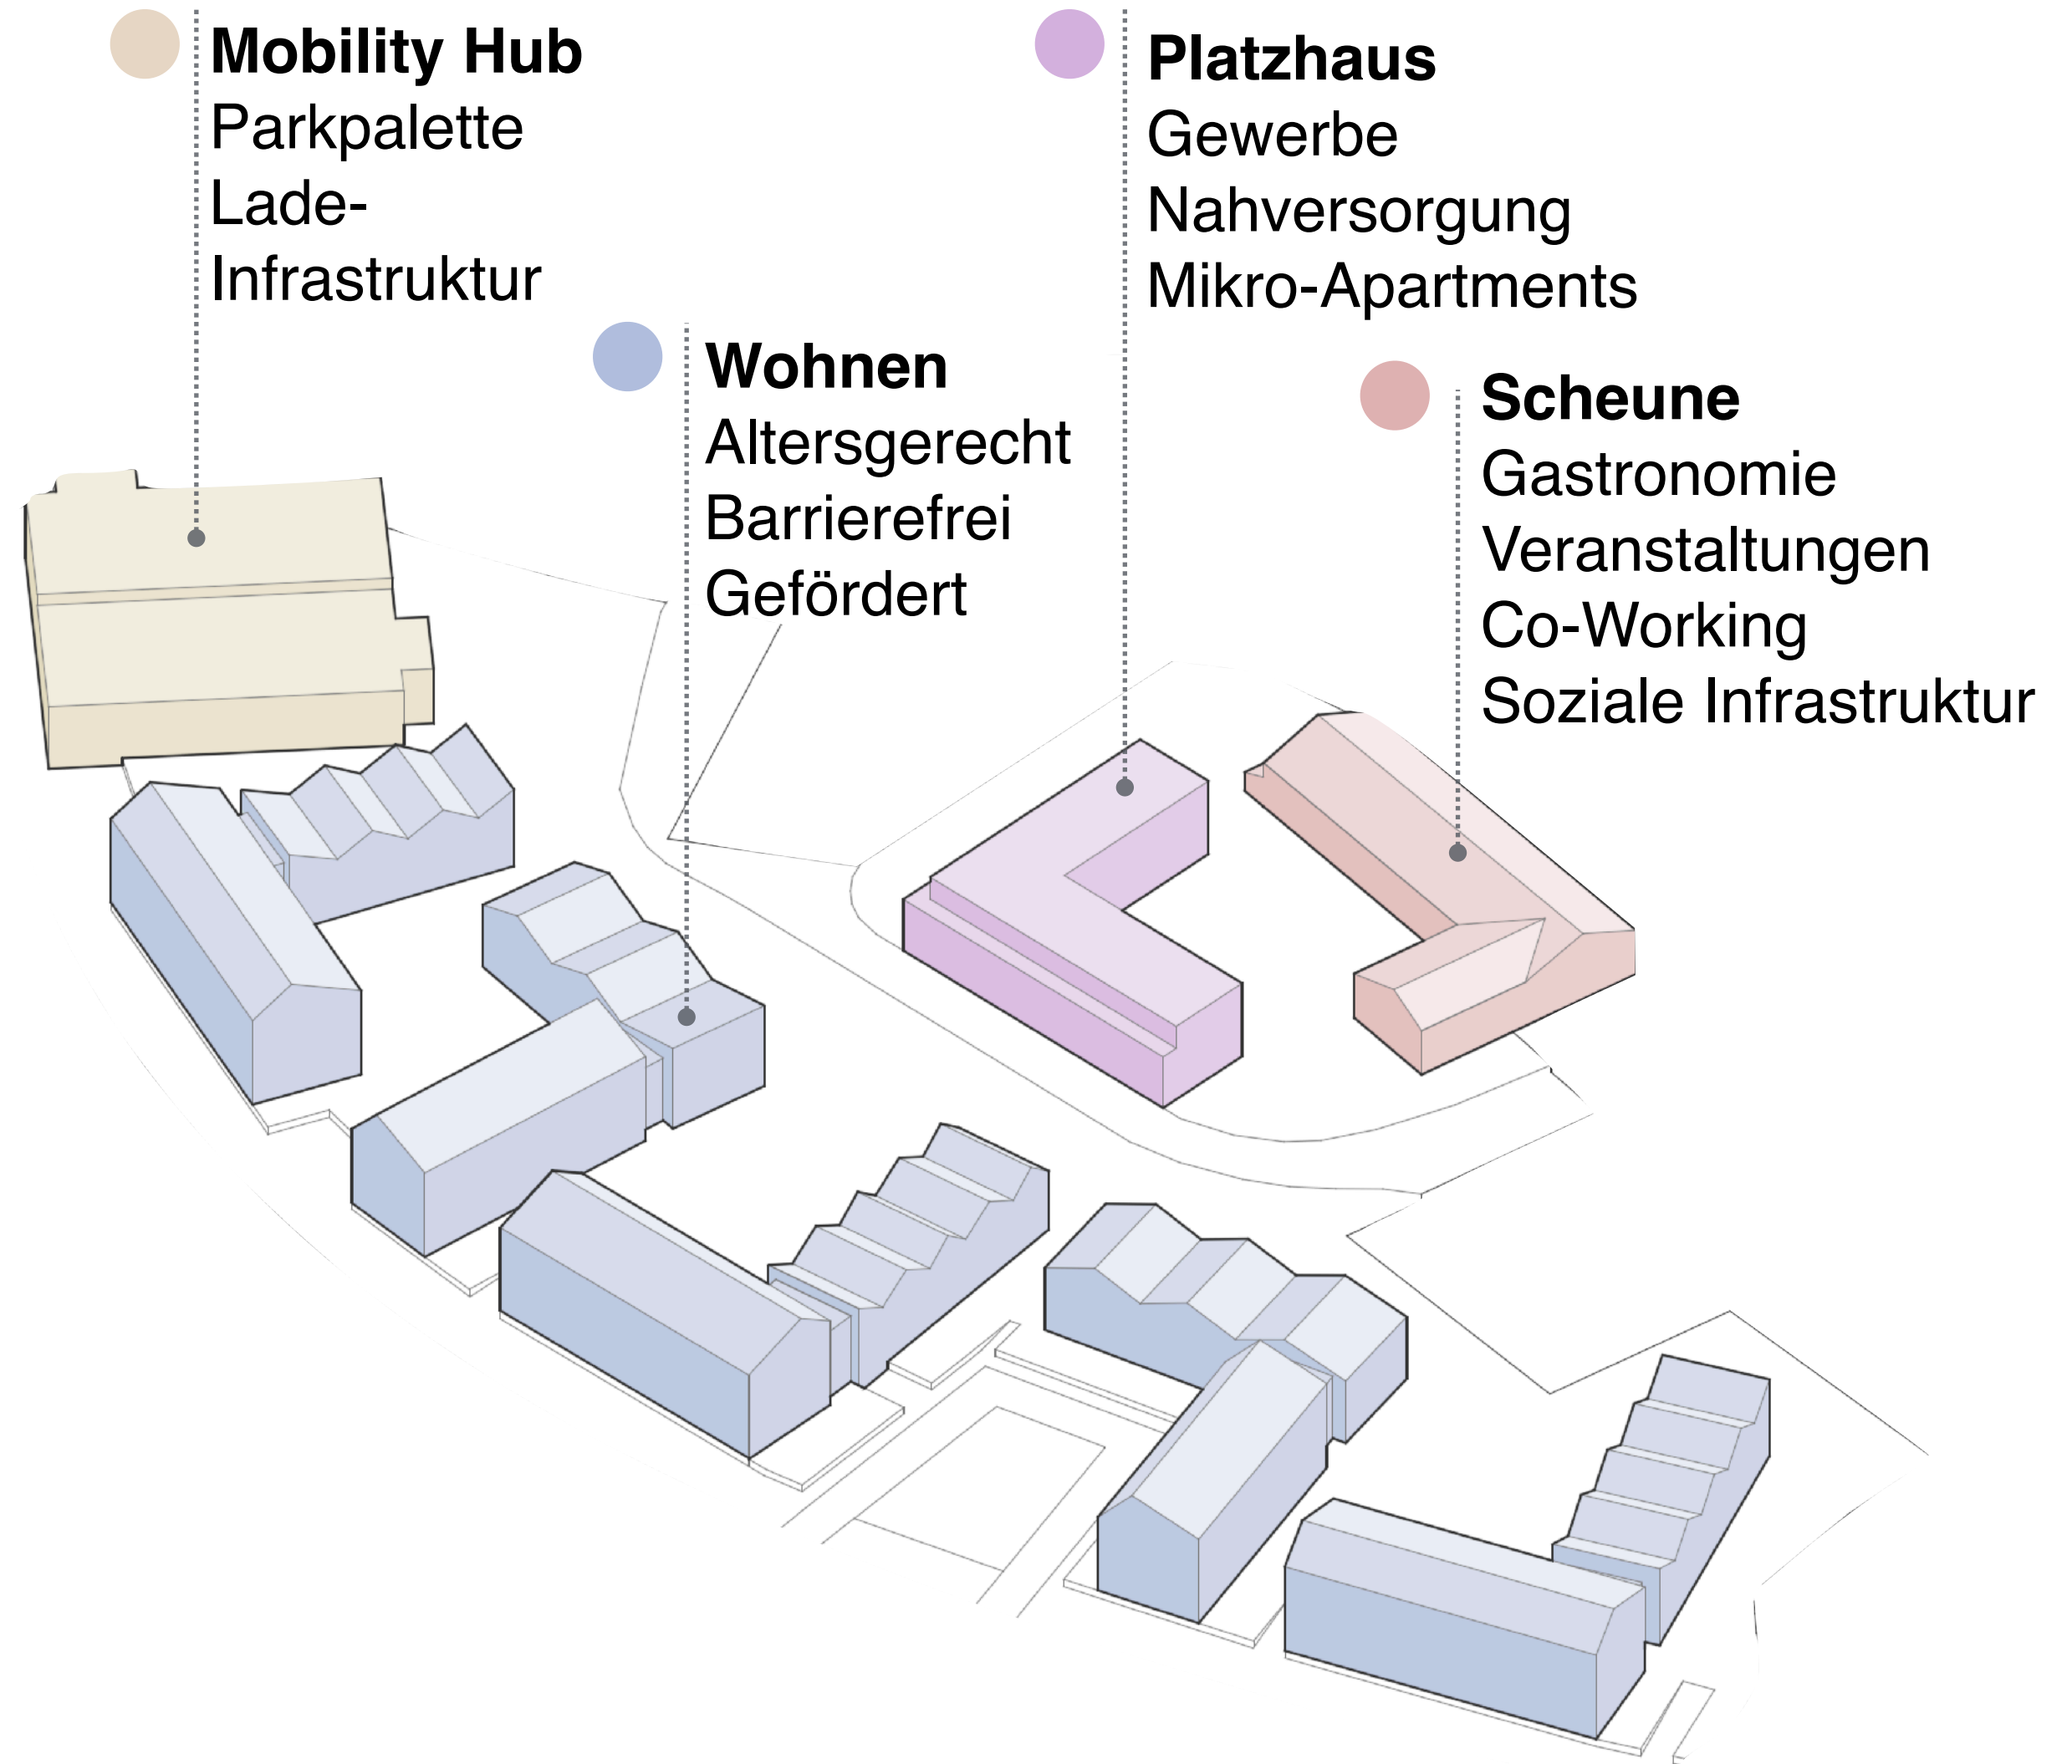 Mobility Hub
Parkpalette
Lade-
Infrastruktur
Platzhaus
Gewerbe
Nahversorgung
Mikro-Apartments
Wohnen
Altersgerecht
Barrierefrei
Gefördert
Scheune
Gastronomie
Veranstaltungen
Co-Working
Soziale Infrastruktur